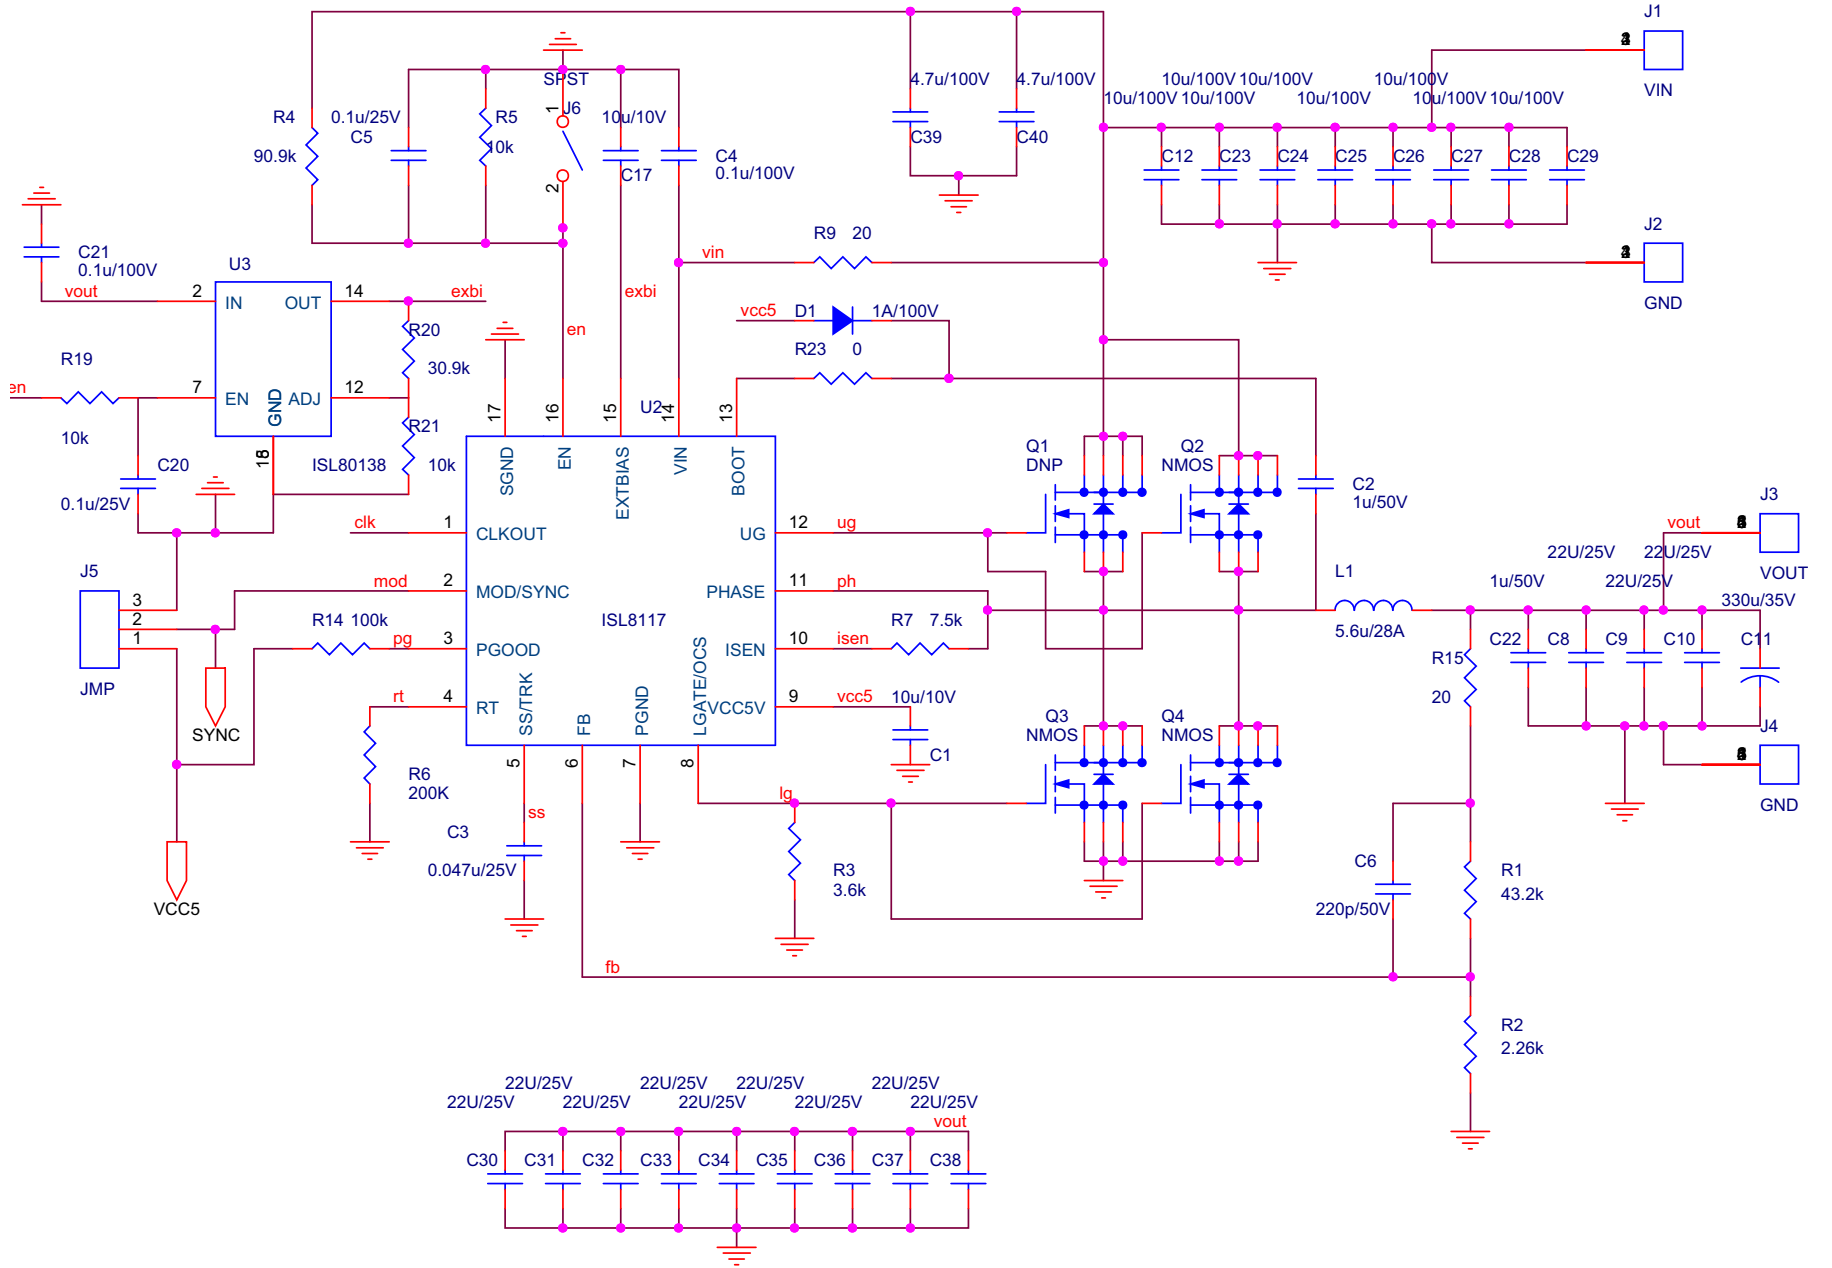 J1
VIN
4.7u/100V 4.7u/100V
10u/100V 10u/100V 10u/100V
10u/100V 10u/100V 10u/100V 10u/100V 10u/100V
C39 C40
C12 C23 C24 C25 C26 C27 C28 C29
J2
GND
SPST
J6
1
2
R4
90.9k
0.1u/25V
C5
R5
10k
10u/10V
C17
C4
0.1u/100V
R9 20
vin
C21
0.1u/100V
vout
U3
2 IN
OUT 14
exbi
R20
30.9k
R19
en
10k
7 EN
GND
ADJ 12
R21
10k
18
ISL80138
C20
0.1u/25V
exbi
en
vcc5 D1 1A/100V
R23 0
U2
17 16 15 14 13
SGND EN EXTBIAS VIN BOOT
clk 1 CLKOUT
mod 2 MOD/SYNC
R14 100k pg 3 PGOOD
rt 4 RT
ISL8117
UG 12 ug
PHASE 11 ph
ISEN 10 isen
VCC5V 9 vcc5
SS/TRK FB PGND LGATE/OCS
5 6 7 8
R7 7.5k
10u/10V
C1
Q1
DNP
Q2
NMOS
C2
1u/50V
Q3
NMOS
Q4
NMOS
L1
5.6u/28A
J3
vout
VOUT
22U/25V 22U/25V
1u/50V 22U/25V
330u/35V
C22 C8 C9 C10 C11
J4
GND
R15
20
J5
3
2
1
JMP
SYNC
VCC5
R6
200K
ss
C3
0.047u/25V
lg
R3
3.6k
C6
220p/50V
R1
43.2k
fb
R2
2.26k
22U/25V 22U/25V 22U/25V 22U/25V
22U/25V 22U/25V 22U/25V 22U/25V 22U/25V
vout
C30 C31 C32 C33 C34 C35 C36 C37 C38